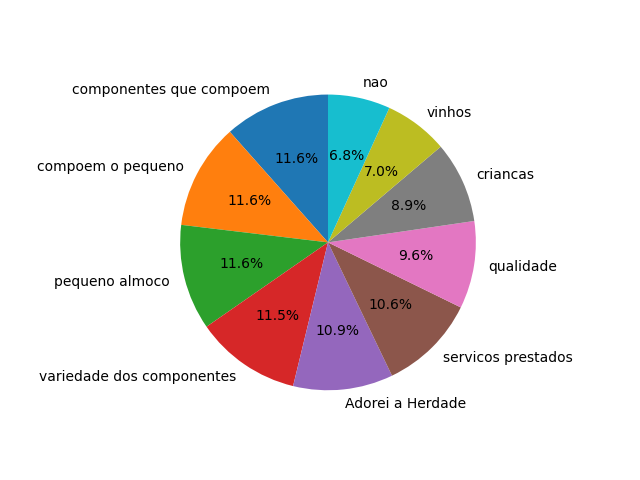 nao
componentes que compoem
vinhos
6.8%
11.6%
compoem o pequeno
7.0%
criancas
11.6%
8.9%
11.6%
9.6%
qualidade
pequeno almoco
11.5%
10.6%
10.9%
servicos prestados
variedade dos componentes
Adorei a Herdade